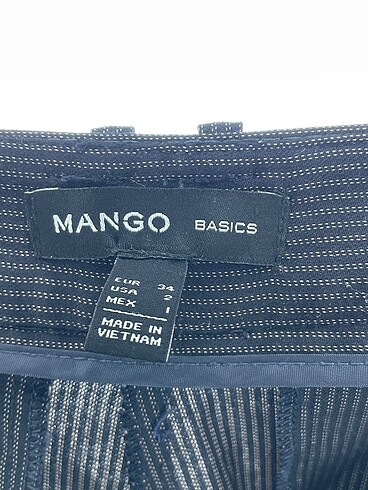 MANGO BASICS
EUR 34
USA 2
MEX 1
MADE IN
VIETNAM